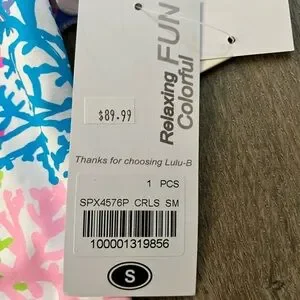 Relaxing FUN
Colorful
$89.99
Thanks for choosing Lulu-B
1 PCS
SPX4576P CRLS SM
100001319856
S